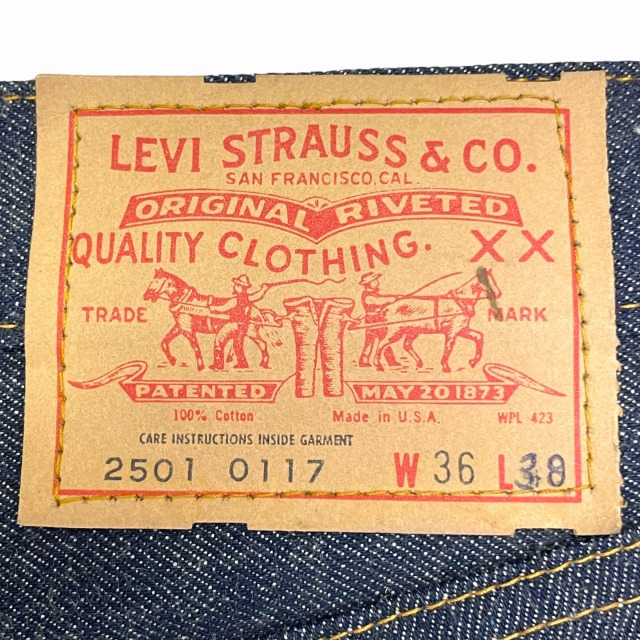 LEVI STRAUSS & CO.
SAN FRANCISCO, CAL.
ORIGINAL RIVETED
QUALITY CLOTHING. XX
TRADE MARK
PATENTED MAY 20 1873
100% Cotton Made in U.S.A. WPL 423
CARE INSTRUCTIONS INSIDE GARMENT
2501 0117 W 36 L 38